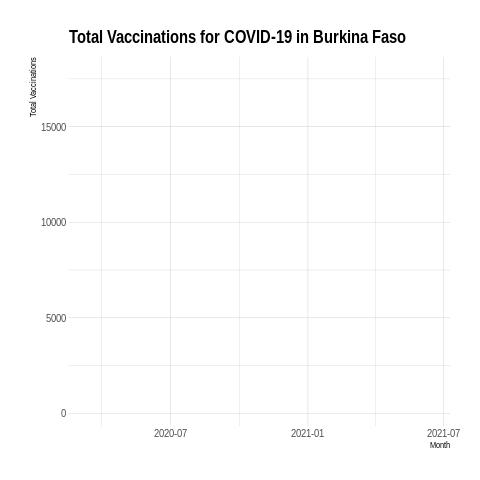 Total Vaccinations for COVID-19 in Burkina Faso
Total Vaccinations
15000
10000
5000
0
2020-07 2021-01 2021-07
Month